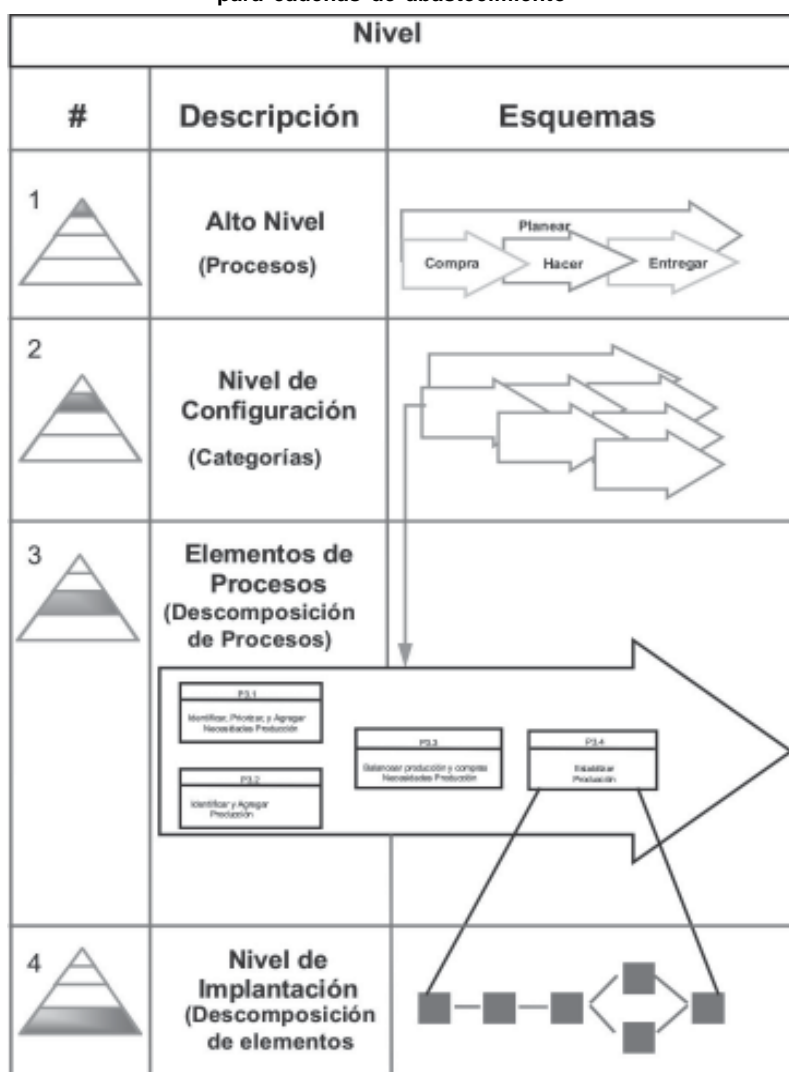 para cadenas de abastecimiento
Nivel
#
Descripción
Esquemas
1
Alto Nivel
(Procesos)
Planear
Compra
Hacer
Entregar
2
Nivel de
Configuración
(Categorías)
3
Elementos de
Procesos
(Descomposición
de Procesos)
P3.1
Identificar, Priorizar, y Agregar
Necesidades Producción
P3.2
Identificar y Agregar
Producción
P3.3
Balancear producción y compras
Necesidades Producción
P3.4
Establizar
Producción
4
Nivel de
Implantación
(Descomposición
de elementos